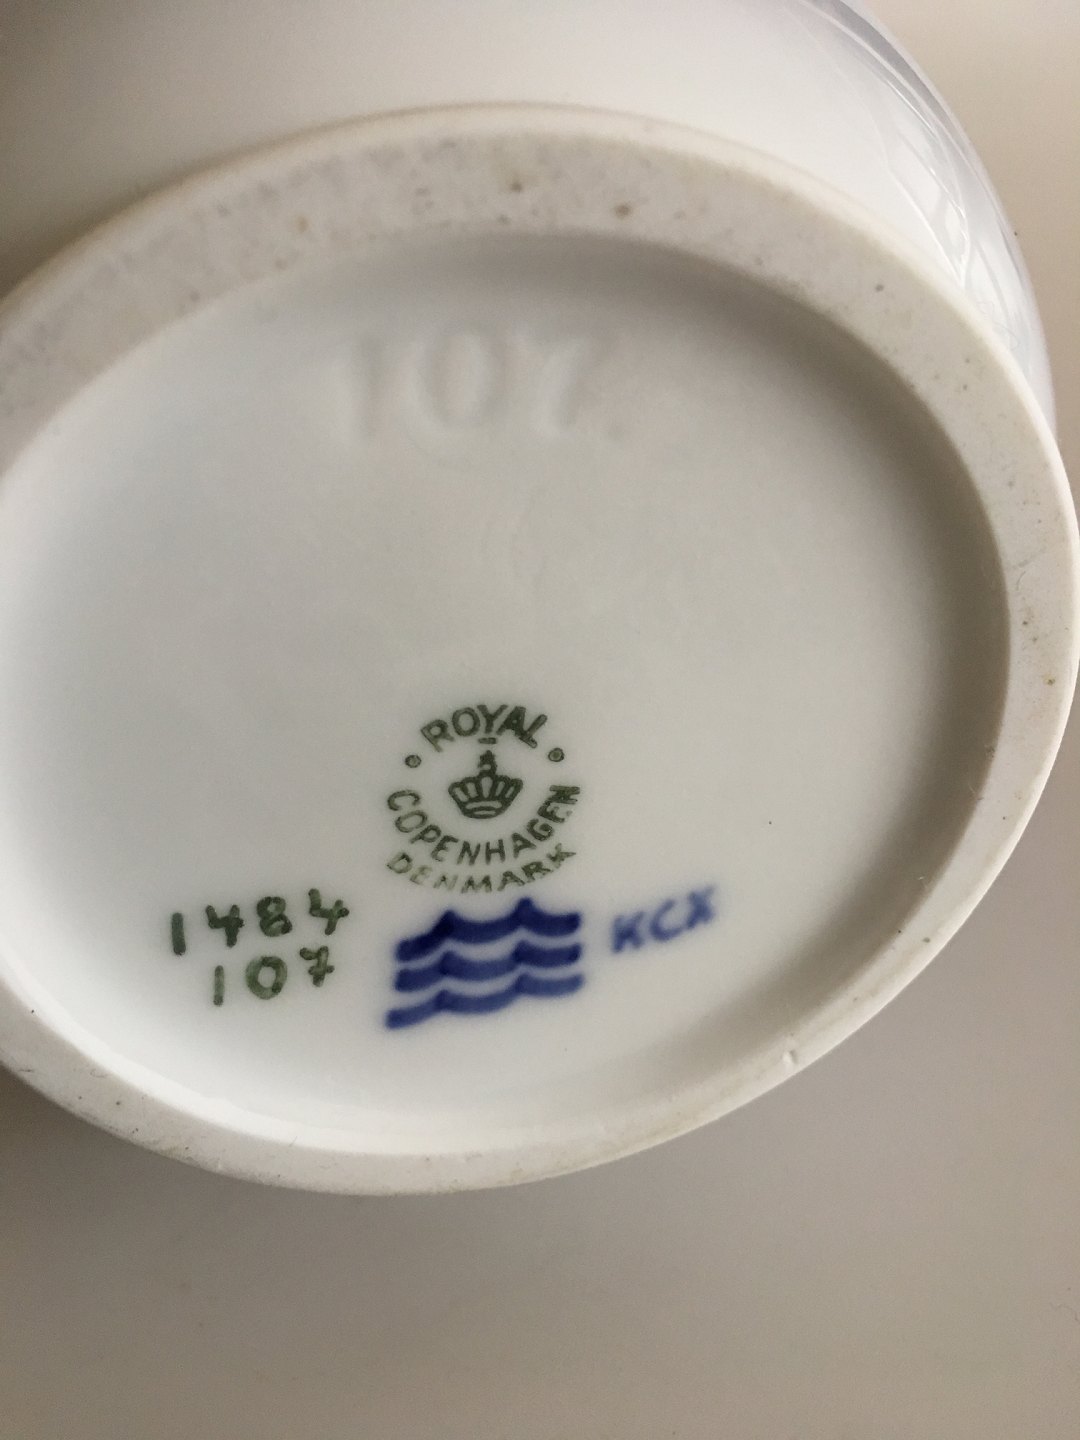 107.
ROYAL
COPENHAGEN
DENMARK
1484
107
KCX